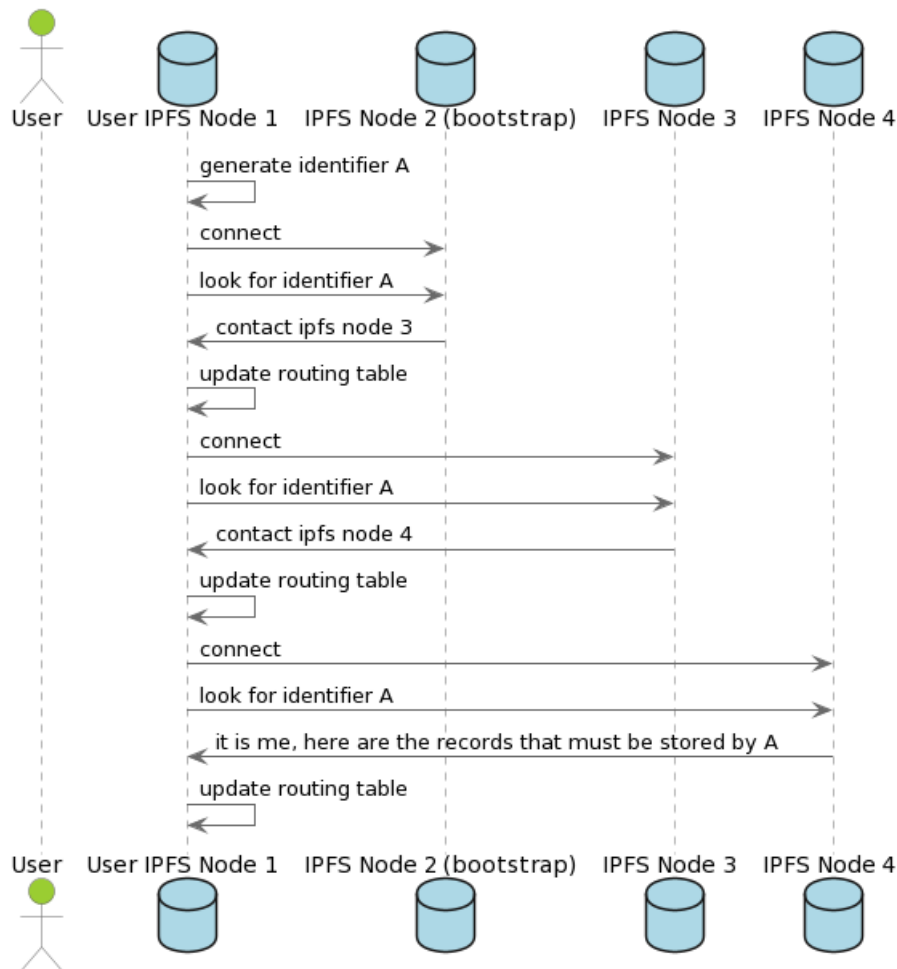 User User IPFS Node 1 IPFS Node 2 (bootstrap) IPFS Node 3 IPFS Node 4
generate identifier A
connect
look for identifier A
contact ipfs node 3
update routing table
connect
look for identifier A
contact ipfs node 4
update routing table
connect
look for identifier A
it is me, here are the records that must be stored by A
update routing table
User User IPFS Node 1 IPFS Node 2 (bootstrap) IPFS Node 3 IPFS Node 4